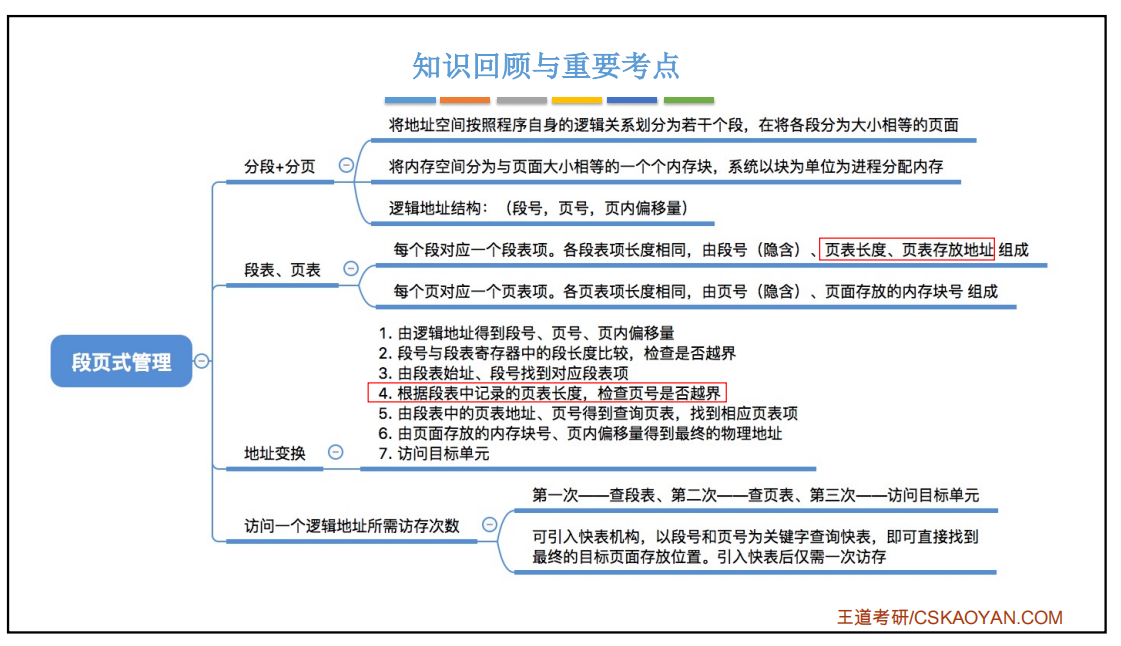 知识回顾与重要考点
将地址空间按照程序自身的逻辑关系划分为若干个段，在将各段分为大小相等的页面
分段+分页
将内存空间分为与页面大小相等的一个个内存块，系统以块为单位为进程分配内存
逻辑地址结构：（段号，页号，页内偏移量）
每个段对应一个段表项。各段表项长度相同，由段号（隐含）、页表长度、页表存放地址 组成
段表、页表
每个页对应一个页表项。各页表项长度相同，由页号（隐含）、页面存放的内存块号 组成
段页式管理
1. 由逻辑地址得到段号、页号、页内偏移量
2. 段号与段表寄存器中的段长度比较，检查是否越界
3. 由段表始址、段号找到对应段表项
4. 根据段表中记录的页表长度，检查页号是否越界
5. 由段表中的页表地址、页号得到查询页表，找到相应页表项
6. 由页面存放的内存块号、页内偏移量得到最终的物理地址
7. 访问目标单元
地址变换
第一次——查段表、第二次——查页表、第三次——访问目标单元
访问一个逻辑地址所需访存次数
可引入快表机构，以段号和页号为关键字查询快表，即可直接找到
最终的目标页面存放位置。引入快表后仅需一次访存
王道考研/CSKAOYAN.COM